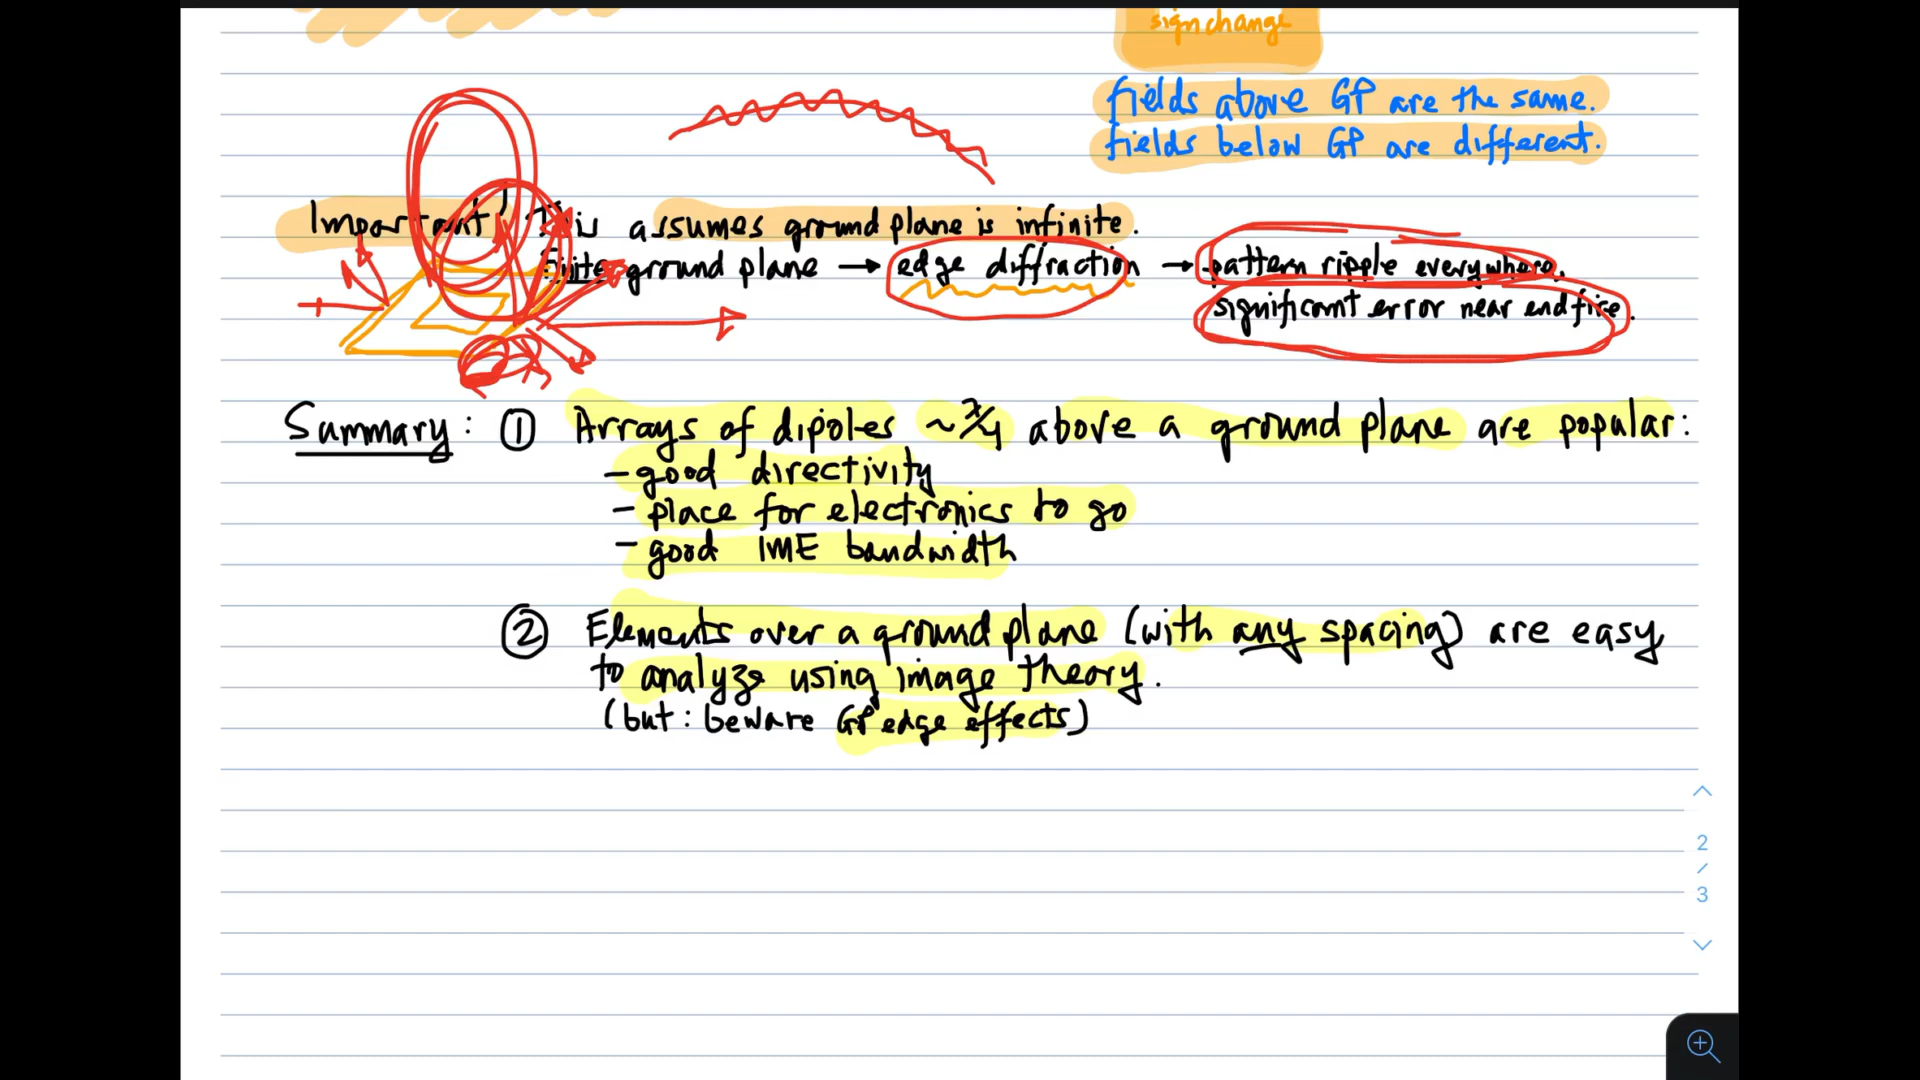 sign change
fields above GP are the same.
fields below GP are different.
Important! This assumes ground plane is infinite.
finite ground plane → edge diffraction → pattern ripple everywhere,
significant error near endfire.
Summary: ① Arrays of dipoles ~λ/4 above a ground plane are popular:
- good directivity
- place for electronics to go
- good IME bandwidth
② Elements over a ground plane (with any spacing) are easy
to analyze using image theory.
(but: beware GP edge effects)
2
/
3